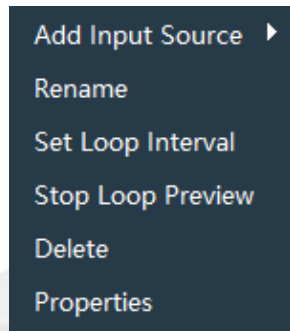 Add Input Source
Rename
Set Loop Interval
Stop Loop Preview
Delete
Properties